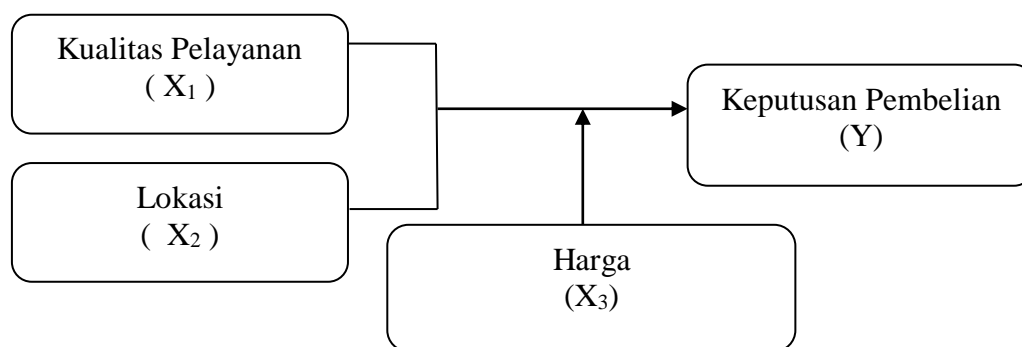 Kualitas Pelayanan
( X₁ )
Keputusan Pembelian
(Y)
Lokasi
( X₂ )
Harga
(X₃)